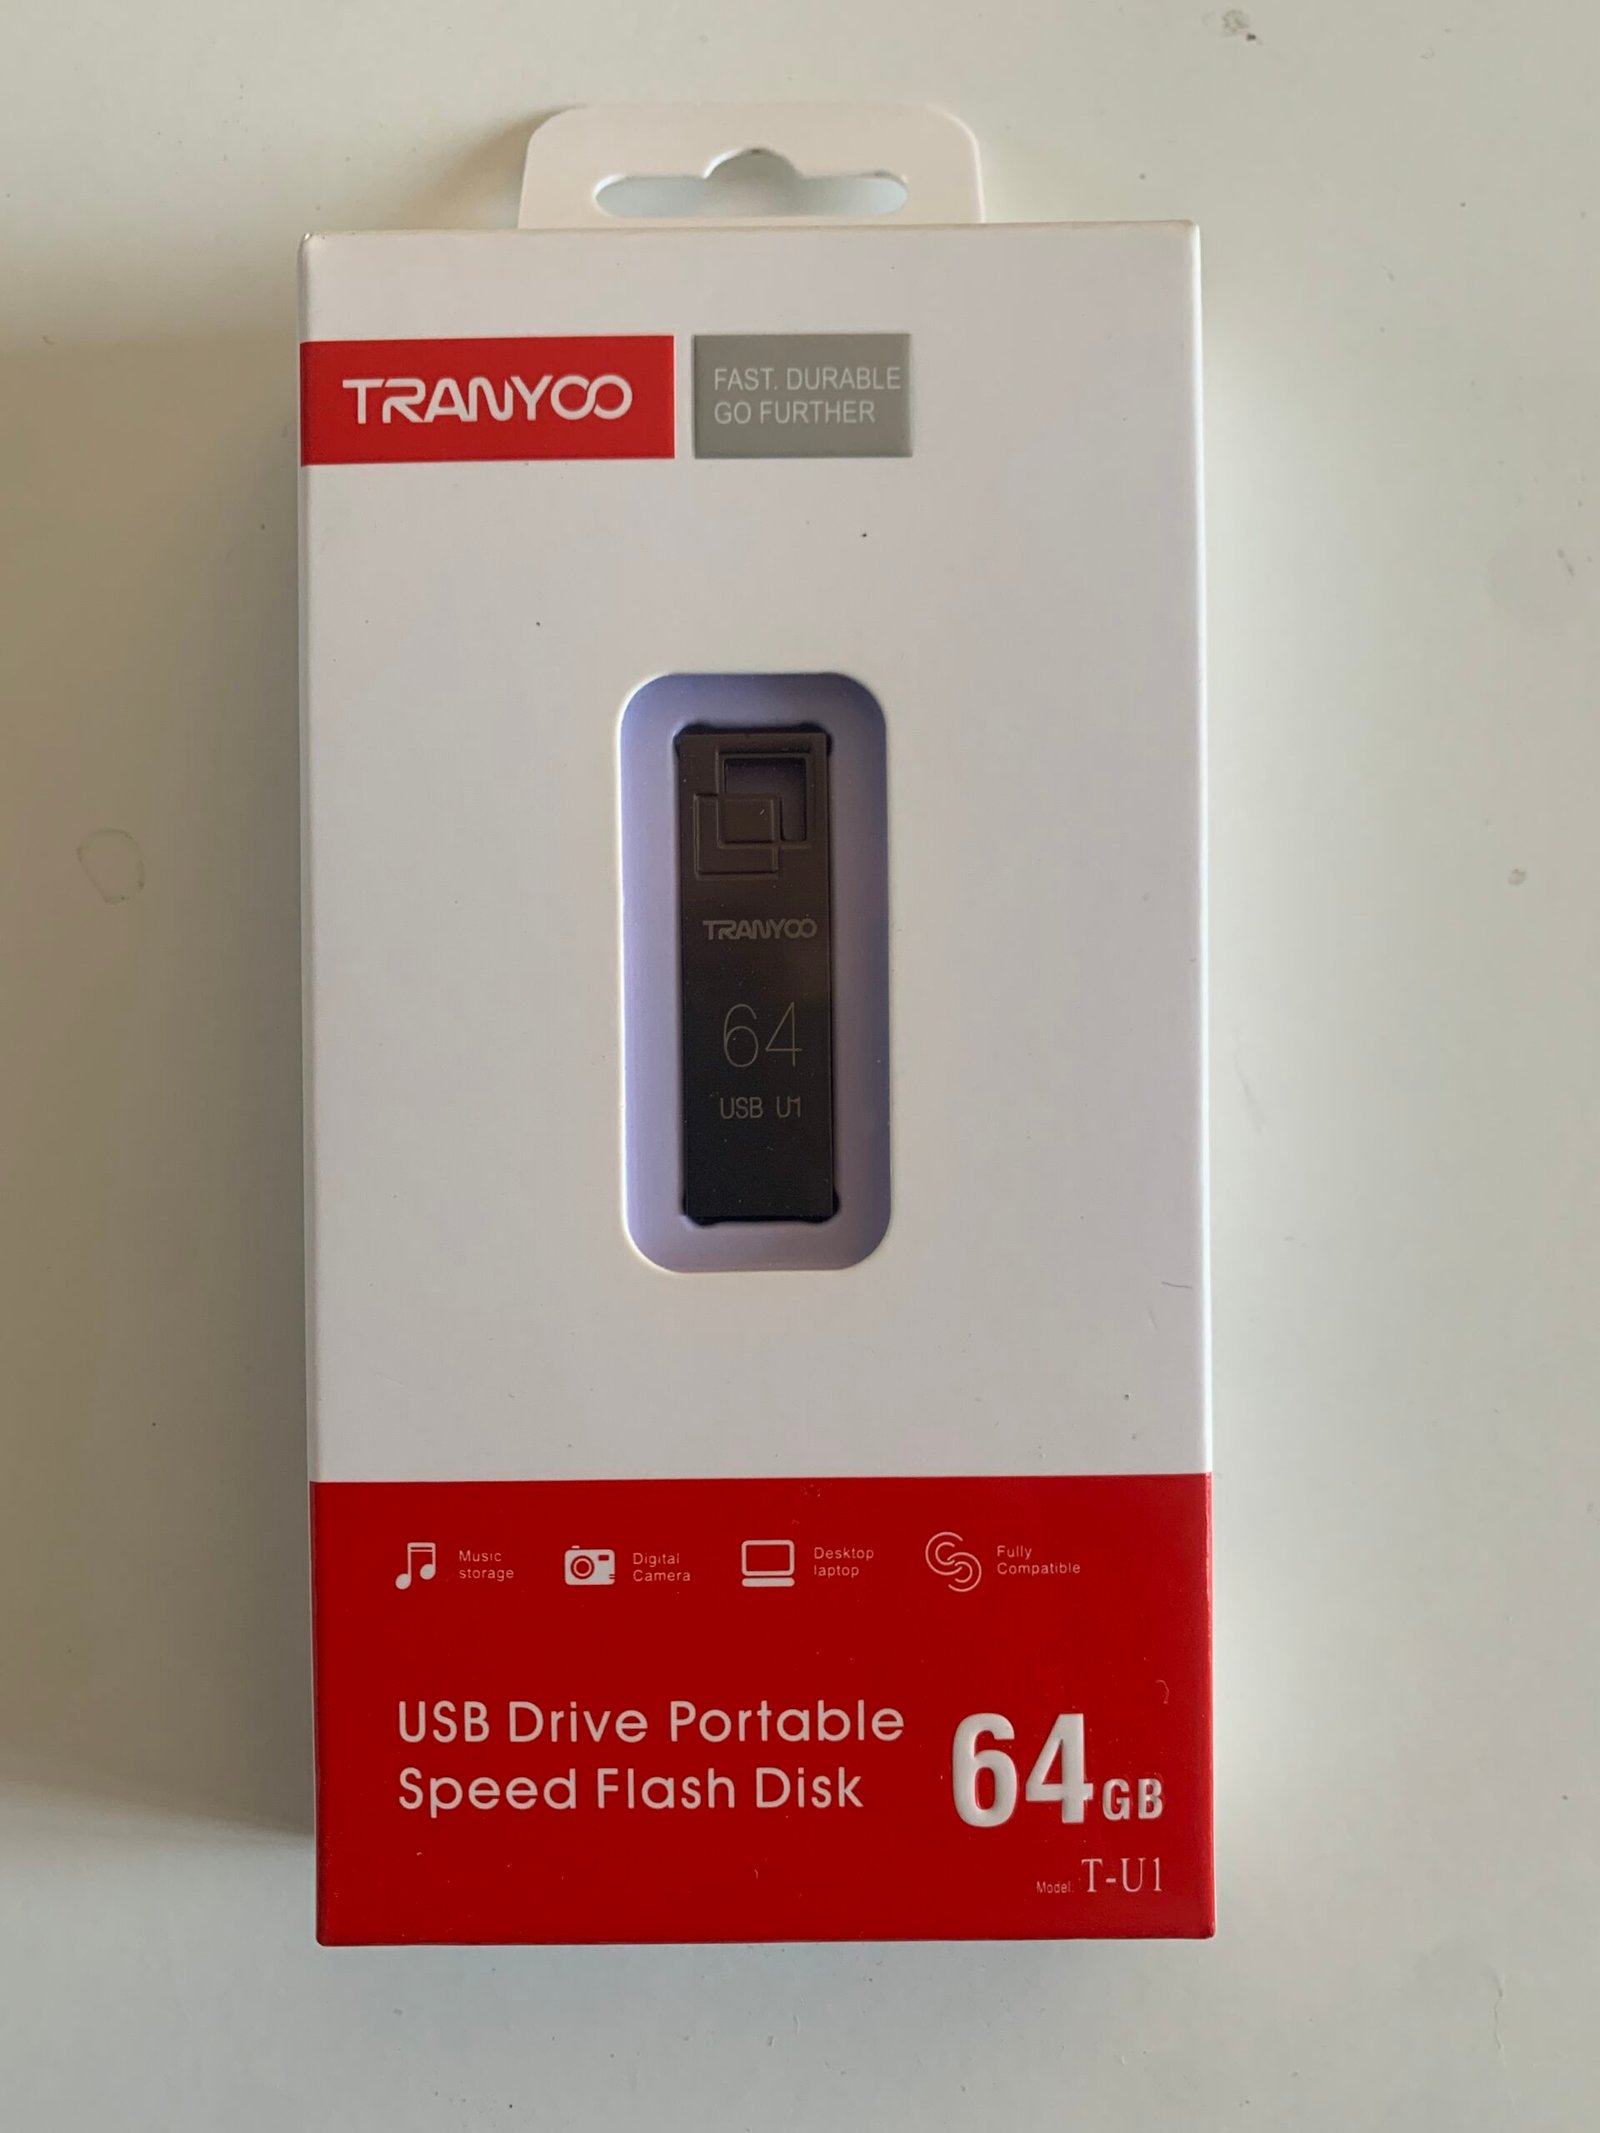 TRANYOO
FAST. DURABLE
GO FURTHER
TRANYOO
64
USB U1
Music
storage
Digital
Camera
Desktop
laptop
Fully
Compatible
USB Drive Portable
Speed Flash Disk
64GB
Model: T-U1